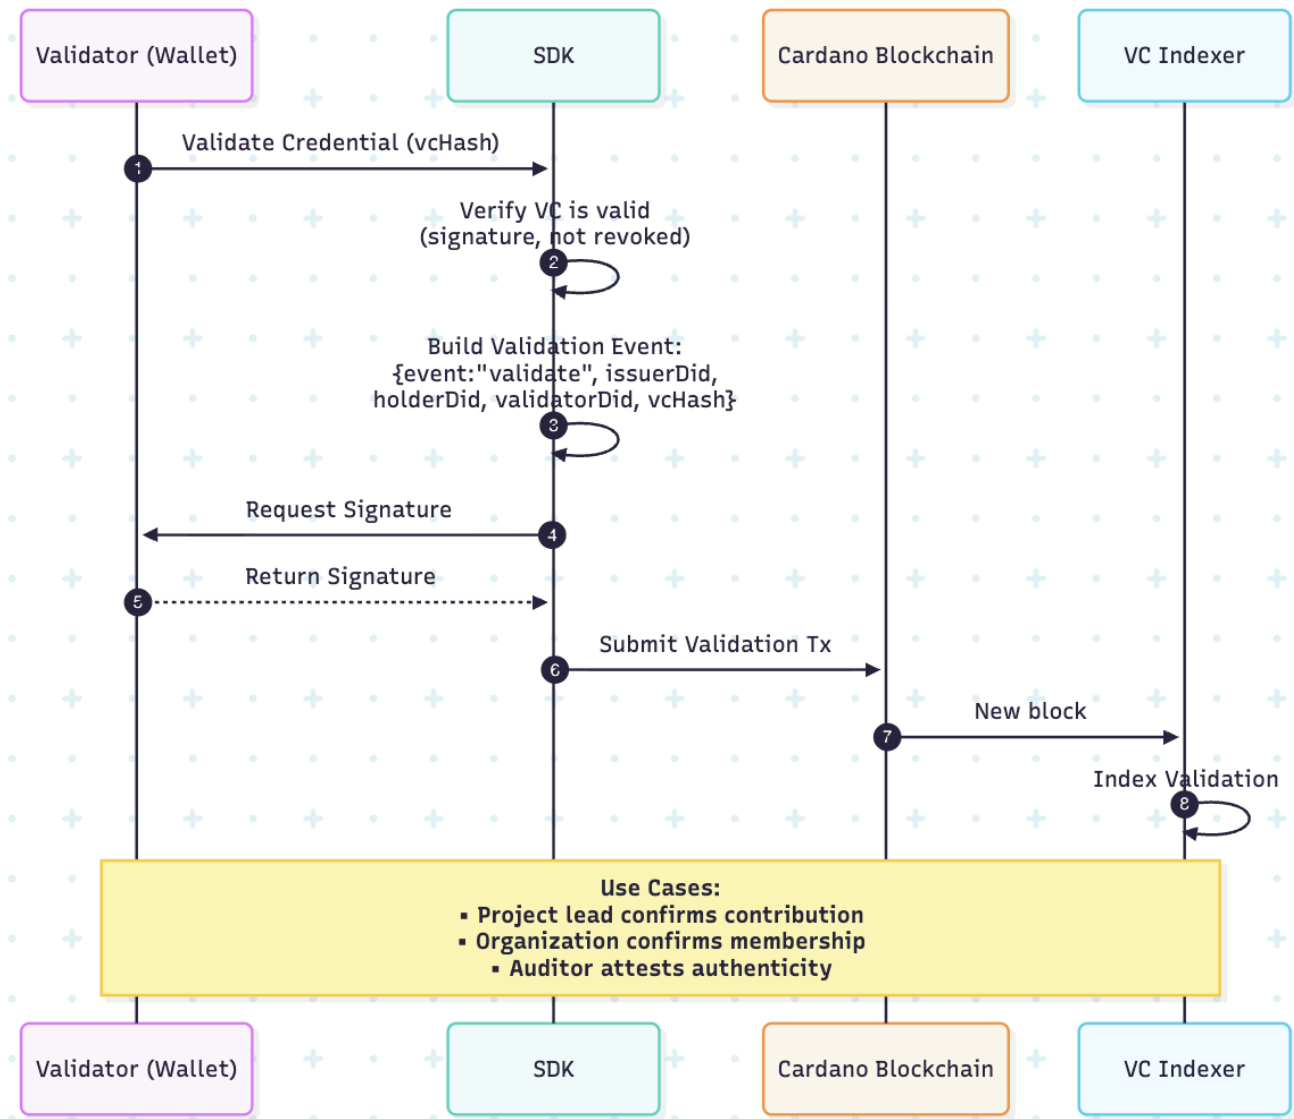 Validator (Wallet)
SDK
Cardano Blockchain
VC Indexer
Validate Credential (vcHash)
1
Verify VC is valid
(signature, not revoked)
2
Build Validation Event:
{event:"validate", issuerDid,
holderDid, validatorDid, vcHash}
3
Request Signature
4
Return Signature
5
Submit Validation Tx
6
New block
7
Index Validation
8
Use Cases:
▪ Project lead confirms contribution
▪ Organization confirms membership
▪ Auditor attests authenticity
Validator (Wallet)
SDK
Cardano Blockchain
VC Indexer